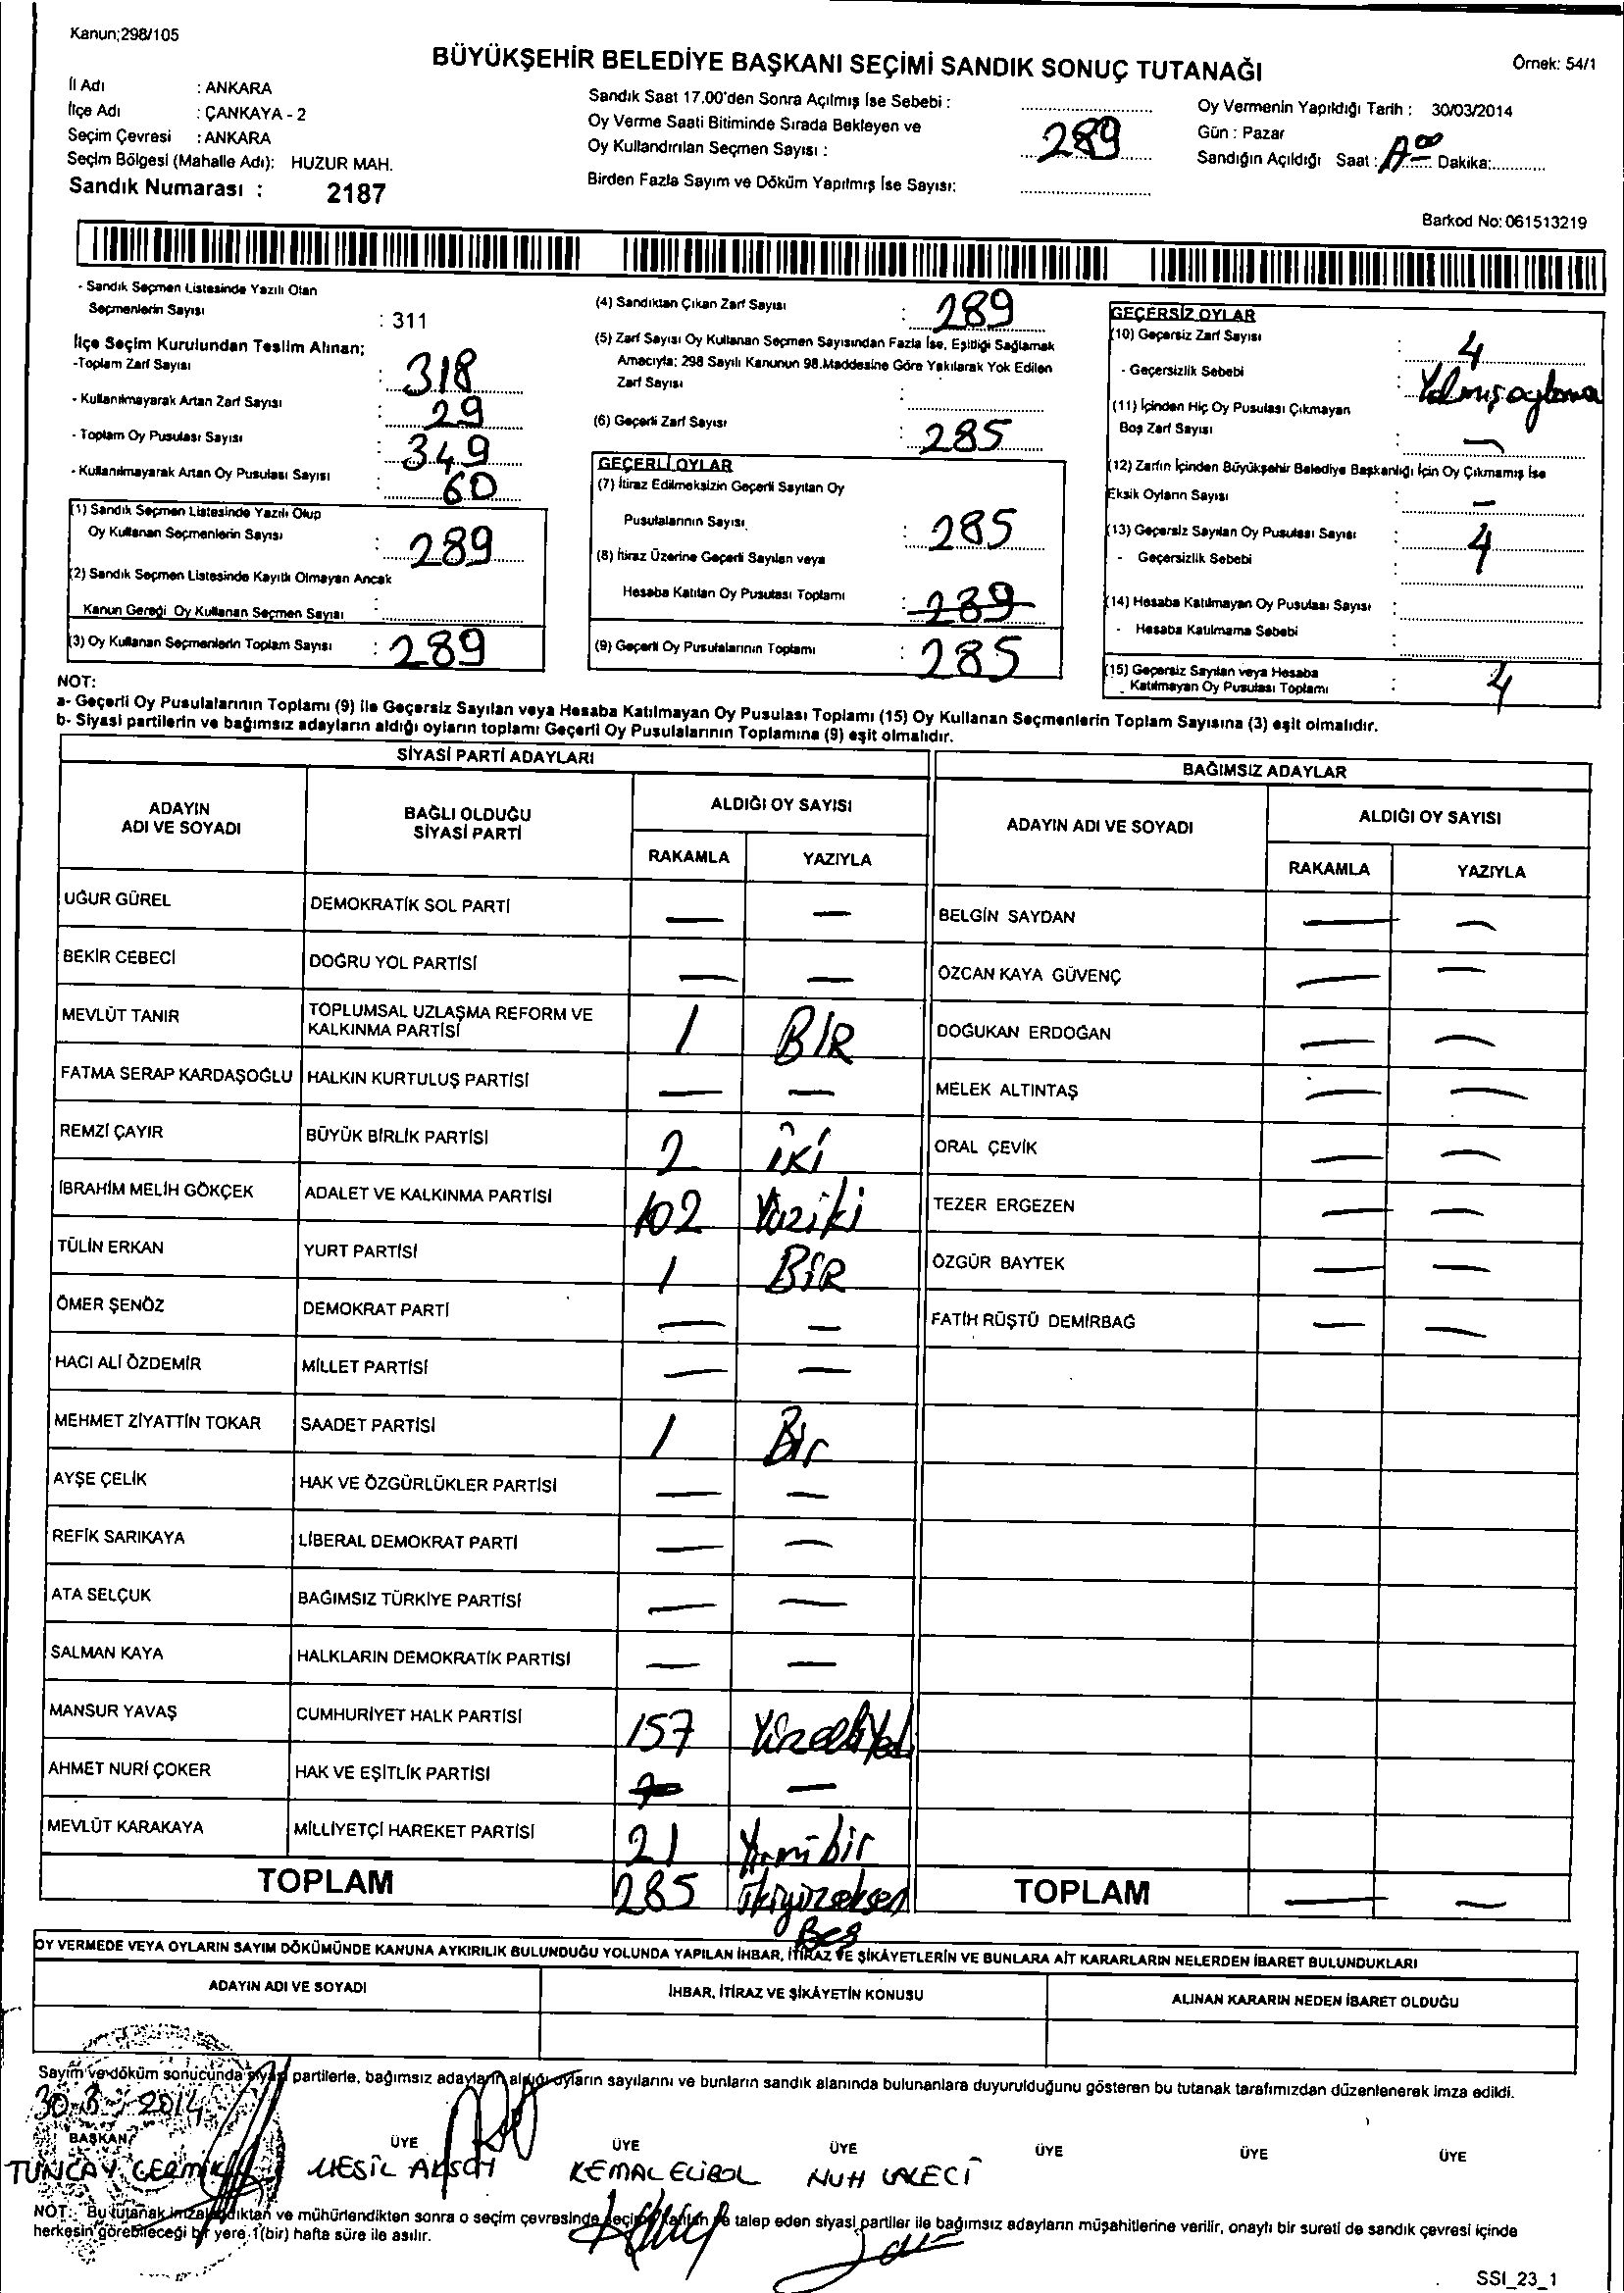 Kanun;298/105
BÜYÜKŞEHİR BELEDİYE BAŞKANI SEÇİMİ SANDIK SONUÇ TUTANAĞI
Örnek: 54/1
İl Adı : ANKARA
İlçe Adı : ÇANKAYA - 2
Seçim Çevresi : ANKARA
Seçim Bölgesi (Mahalle Adı): HUZUR MAH.
Sandık Numarası : 2187
Sandık Saat 17.00'den Sonra Açılmış İse Sebebi :
Oy Verme Saati Bitiminde Sırada Bekleyen ve
Oy Kullandırılan Seçmen Sayısı : 289
Birden Fazla Sayım ve Döküm Yapılmış İse Sayısı:
Oy Vermenin Yapıldığı Tarih : 30/03/2014
Gün : Pazar
Sandığın Açıldığı Saat : Dakika:
Barkod No: 061513219
- Sandık Seçmen Listesinde Yazılı Olan
Seçmenlerin Sayısı : 311
İlçe Seçim Kurulundan Teslim Alınan;
-Toplam Zarf Sayısı : 318
- Kullanılmayarak Artan Zarf Sayısı : 29
- Toplam Oy Pusulası Sayısı : 349
- Kullanılmayarak Artan Oy Pusulası Sayısı : 60
(1) Sandık Seçmen Listesinde Yazılı Olup
Oy Kullanan Seçmenlerin Sayısı : 289
(2) Sandık Seçmen Listesinde Kayıtlı Olmayan Ancak
Kanun Gereği Oy Kullanan Seçmen Sayısı :
(3) Oy Kullanan Seçmenlerin Toplam Sayısı : 289
(4) Sandıktan Çıkan Zarf Sayısı : 289
(5) Zarf Sayısı Oy Kullanan Seçmen Sayısından Fazla İse, Eşitliği Sağlamak
Amacıyla; 298 Sayılı Kanunun 98.Maddesine Göre Yakılarak Yok Edilen
Zarf Sayısı :
(6) Geçerli Zarf Sayısı : 285
GEÇERLİ OYLAR
(7) İtiraz Edilmeksizin Geçerli Sayılan Oy
Pusulalarının Sayısı : 285
(8) İtiraz Üzerine Geçerli Sayılan veya
Hesaba Katılan Oy Pusulası Toplamı : 289
(9) Geçerli Oy Pusulalarının Toplamı : 285
GEÇERSİZ OYLAR
(10) Geçersiz Zarf Sayısı : 4
- Geçersizlik Sebebi :
(11) İçinden Hiç Oy Pusulası Çıkmayan
Boş Zarf Sayısı : —
(12) Zarfın İçinden Büyükşehir Belediye Başkanlığı İçin Oy Çıkmamış İse
Eksik Oyların Sayısı : —
(13) Geçersiz Sayılan Oy Pusulası Sayısı : 4
- Geçersizlik Sebebi :
(14) Hesaba Katılmayan Oy Pusulası Sayısı :
- Hesaba Katılmama Sebebi :
(15) Geçersiz Sayılan veya Hesaba
Katılmayan Oy Pusulası Toplamı : 4
NOT:
a- Geçerli Oy Pusulalarının Toplamı (9) ile Geçersiz Sayılan veya Hesaba Katılmayan Oy Pusulası Toplamı (15) Oy Kullanan Seçmenlerin Toplam Sayısına (3) eşit olmalıdır.
b- Siyasi partilerin ve bağımsız adayların aldığı oyların toplamı Geçerli Oy Pusulalarının Toplamına (9) eşit olmalıdır.
SİYASİ PARTİ ADAYLARI
ADAYIN ADI VE SOYADI
BAĞLI OLDUĞU SİYASİ PARTİ
ALDIĞI OY SAYISI
RAKAMLA YAZIYLA
UĞUR GÜREL DEMOKRATİK SOL PARTİ — —
BEKİR CEBECİ DOĞRU YOL PARTİSİ — —
MEVLÜT TANIR TOPLUMSAL UZLAŞMA REFORM VE KALKINMA PARTİSİ 1 BİR
FATMA SERAP KARDAŞOĞLU HALKIN KURTULUŞ PARTİSİ — —
REMZİ ÇAYIR BÜYÜK BİRLİK PARTİSİ 2 iki
İBRAHİM MELİH GÖKÇEK ADALET VE KALKINMA PARTİSİ 102 Yüziki
TÜLİN ERKAN YURT PARTİSİ 1 BİR
ÖMER ŞENÖZ DEMOKRAT PARTİ — —
HACI ALİ ÖZDEMİR MİLLET PARTİSİ — —
MEHMET ZİYATTİN TOKAR SAADET PARTİSİ 1 Bir
AYŞE ÇELİK HAK VE ÖZGÜRLÜKLER PARTİSİ — —
REFİK SARIKAYA LİBERAL DEMOKRAT PARTİ — —
ATA SELÇUK BAĞIMSIZ TÜRKİYE PARTİSİ — —
SALMAN KAYA HALKLARIN DEMOKRATİK PARTİSİ — —
MANSUR YAVAŞ CUMHURİYET HALK PARTİSİ 157 Yüzelliyedi
AHMET NURİ ÇOKER HAK VE EŞİTLİK PARTİSİ — —
MEVLÜT KARAKAYA MİLLİYETÇİ HAREKET PARTİSİ 21 Yirmibir
TOPLAM 285 İkiyüzseksen Beş
BAĞIMSIZ ADAYLAR
ADAYIN ADI VE SOYADI
ALDIĞI OY SAYISI
RAKAMLA YAZIYLA
BELGİN SAYDAN — —
ÖZCAN KAYA GÜVENÇ — —
DOĞUKAN ERDOĞAN — —
MELEK ALTINTAŞ — —
ORAL ÇEVİK — —
TEZER ERGEZEN — —
ÖZGÜR BAYTEK — —
FATİH RÜŞTÜ DEMİRBAĞ — —
TOPLAM — —
OY VERMEDE VEYA OYLARIN SAYIM DÖKÜMÜNDE KANUNA AYKIRILIK BULUNDUĞU YOLUNDA YAPILAN İHBAR, İTİRAZ VE ŞİKÂYETLERİN VE BUNLARA AİT KARARLARIN NELERDEN İBARET BULUNDUKLARI
ADAYIN ADI VE SOYADI
İHBAR, İTİRAZ VE ŞİKÂYETİN KONUSU
ALINAN KARARIN NEDEN İBARET OLDUĞU
Sayım ve döküm sonucunda siyasi partilerle, bağımsız adayların aldığı oyların sayılarını ve bunların sandık alanında bulunanlara duyurulduğunu gösteren bu tutanak tarafımızdan düzenlenerek imza edildi.
30.3.2014
BAŞKAN ÜYE ÜYE ÜYE ÜYE ÜYE ÜYE
TUNCAY KEMAL ELİBOL NUH
NOT: Bu tutanak imzalandıktan ve mühürlendikten sonra o seçim çevresinde seçime katılan ve talep eden siyasi partiler ile bağımsız adayların müşahitlerine verilir, onaylı bir sureti de sandık çevresi içinde
herkesin görebileceği bir yere 1(bir) hafta süre ile asılır.
SSI_23_1